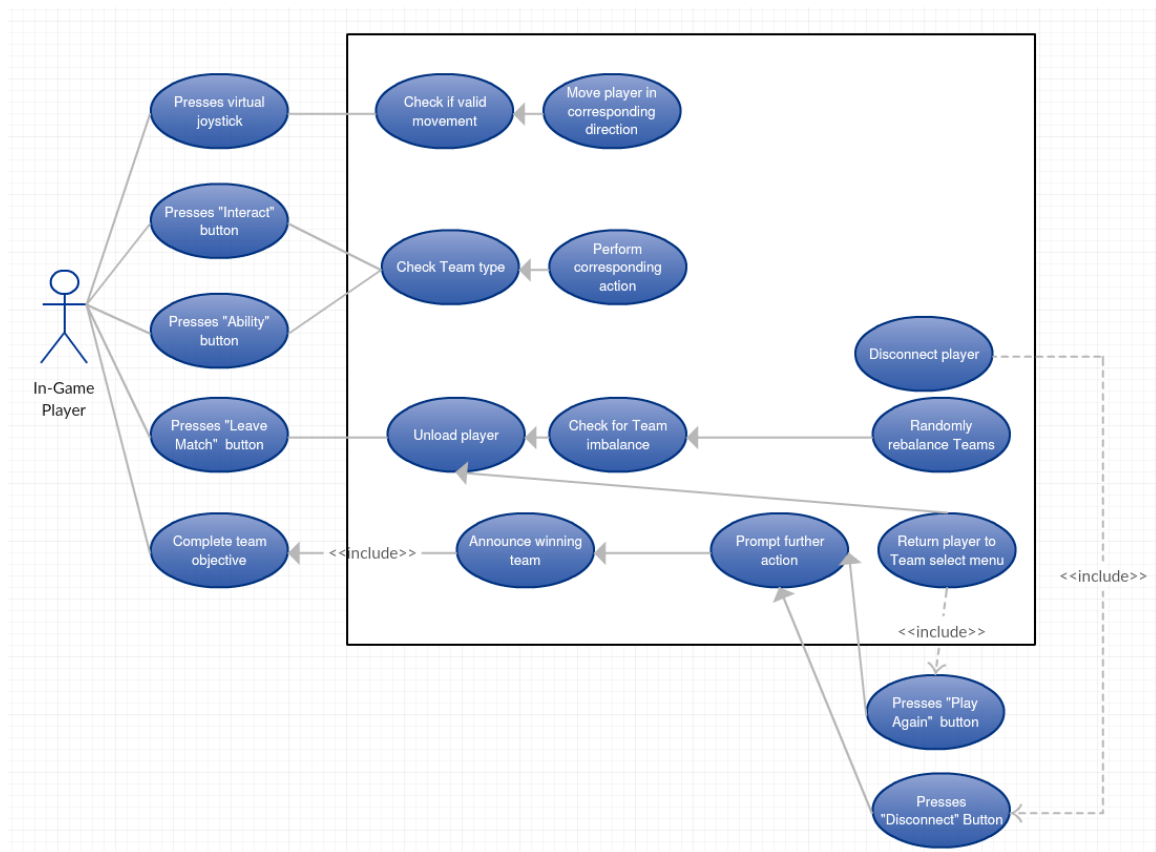 Presses virtual
joystick
Check if valid
movement
Move player in
corresponding
direction
Presses "Interact"
button
Check Team type
Perform
corresponding
action
Presses "Ability"
button
In-Game
Player
Disconnect player
Presses "Leave
Match" button
Unload player
Check for Team
imbalance
Randomly
rebalance Teams
Complete team
objective
<<include>>
Announce winning
team
Prompt further
action
Return player to
Team select menu
<<include>>
<<include>>
Presses "Play
Again" button
Presses
"Disconnect" Button